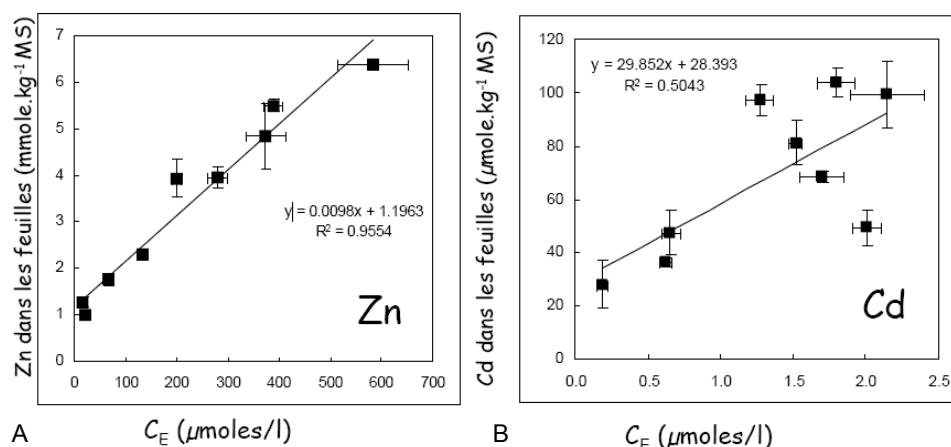 A
Zn dans les feuilles (mmole.kg⁻¹ MS)
7
6
5
4
3
2
1
0
y = 0.0098x + 1.1963
R² = 0.9554
Zn
0 100 200 300 400 500 600 700
A C_E (µmoles/l)
B
Cd dans les feuilles (µmole.kg⁻¹ MS)
120
100
80
60
40
20
0
y = 29.852x + 28.393
R² = 0.5043
Cd
0.0 0.5 1.0 1.5 2.0 2.5
B C_E (µmoles/l)